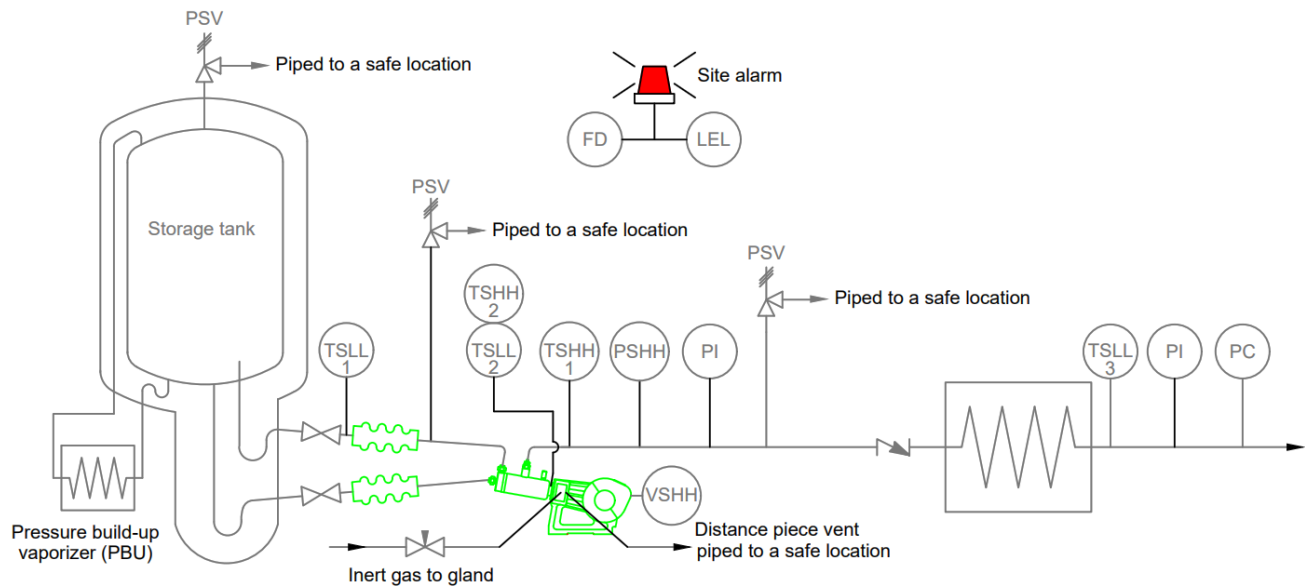 PSV
Piped to a safe location
Site alarm
FD
LEL
Storage tank
PSV
Piped to a safe location
PSV
Piped to a safe location
TSHH
2
TSLL
1
TSLL
2
TSHH
1
PSHH
PI
TSLL
3
PI
PC
VSHH
Pressure build-up
vaporizer (PBU)
Inert gas to gland
Distance piece vent
piped to a safe location